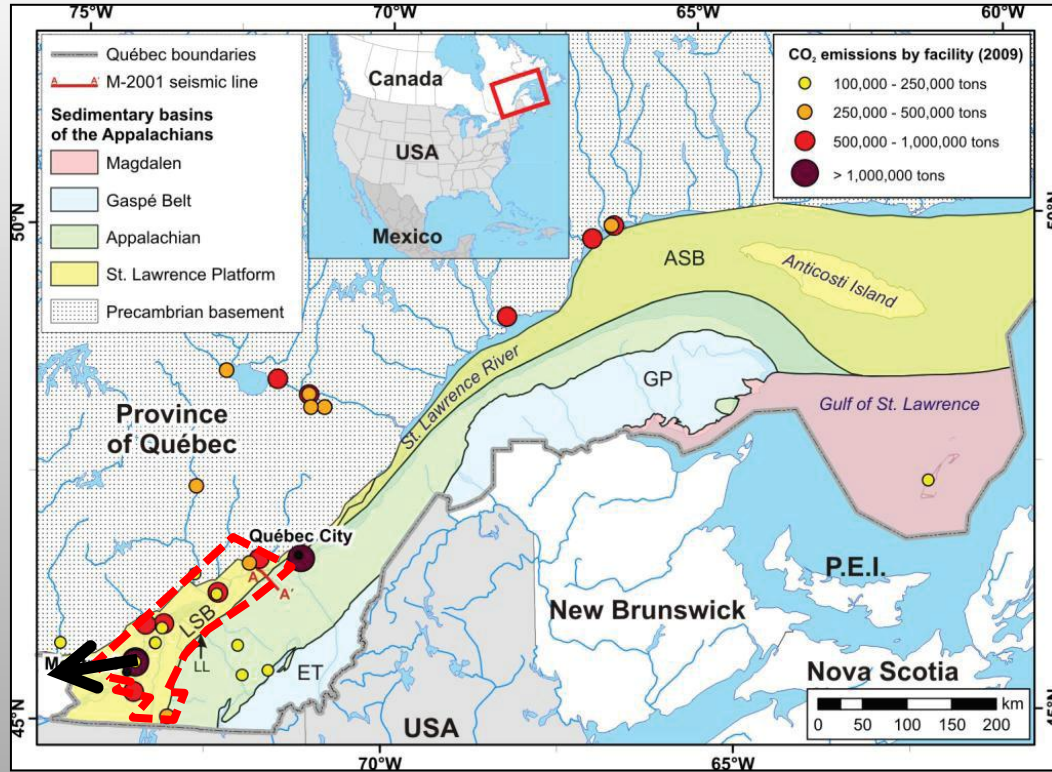 75°W
70°W
65°W
60°W
Québec boundaries
A A' M-2001 seismic line
Sedimentary basins
of the Appalachians
Magdalen
Gaspé Belt
Appalachian
St. Lawrence Platform
Precambrian basement
Canada
USA
Mexico
CO₂ emissions by facility (2009)
100,000 - 250,000 tons
250,000 - 500,000 tons
500,000 - 1,000,000 tons
> 1,000,000 tons
50°N
50°N
ASB
Anticosti Island
St. Lawrence River
GP
Gulf of St. Lawrence
Province
of Québec
Québec City
A
A'
LSB
LL
ET
P.E.I.
New Brunswick
Nova Scotia
USA
km
0 50 100 150 200
45°N
45°N
70°W
65°W